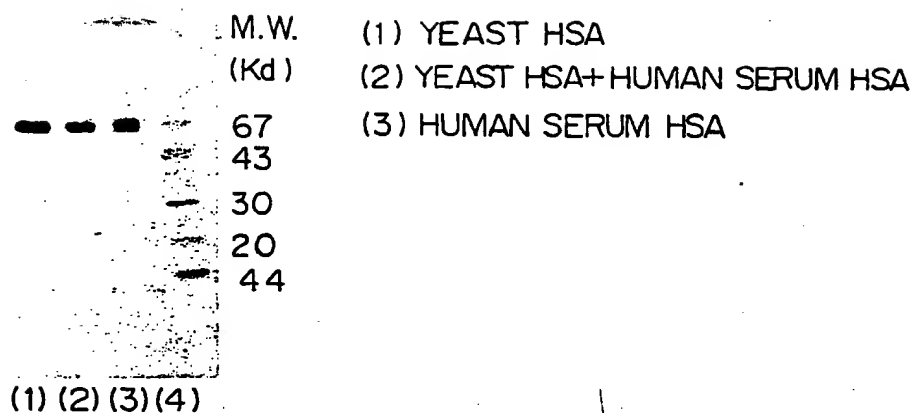 M.W.
(Kd)
67
43
30
20
44
(1) YEAST HSA
(2) YEAST HSA+HUMAN SERUM HSA
(3) HUMAN SERUM HSA
(1) (2) (3) (4)